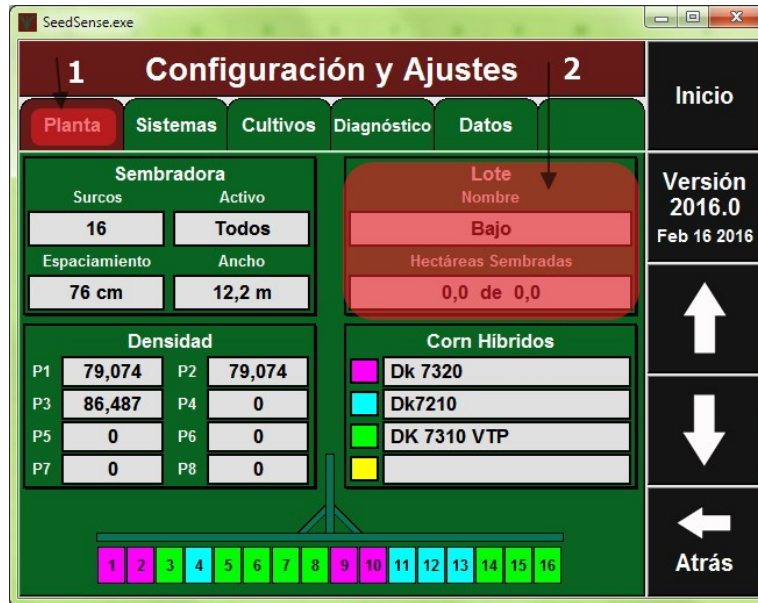 SeedSense.exe
1 Configuración y Ajustes 2
Inicio
Planta Sistemas Cultivos Diagnóstico Datos
Versión
2016.0
Feb 16 2016
Sembradora
Surcos Activo
16 Todos
Espaciamiento Ancho
76 cm 12,2 m
Lote
Nombre
Bajo
Hectáreas Sembradas
0,0 de 0,0
Densidad
P1 79,074 P2 79,074
P3 86,487 P4 0
P5 0 P6 0
P7 0 P8 0
Corn Híbridos
Dk 7320
Dk7210
DK 7310 VTP
1 2 3 4 5 6 7 8 9 10 11 12 13 14 15 16
Atrás